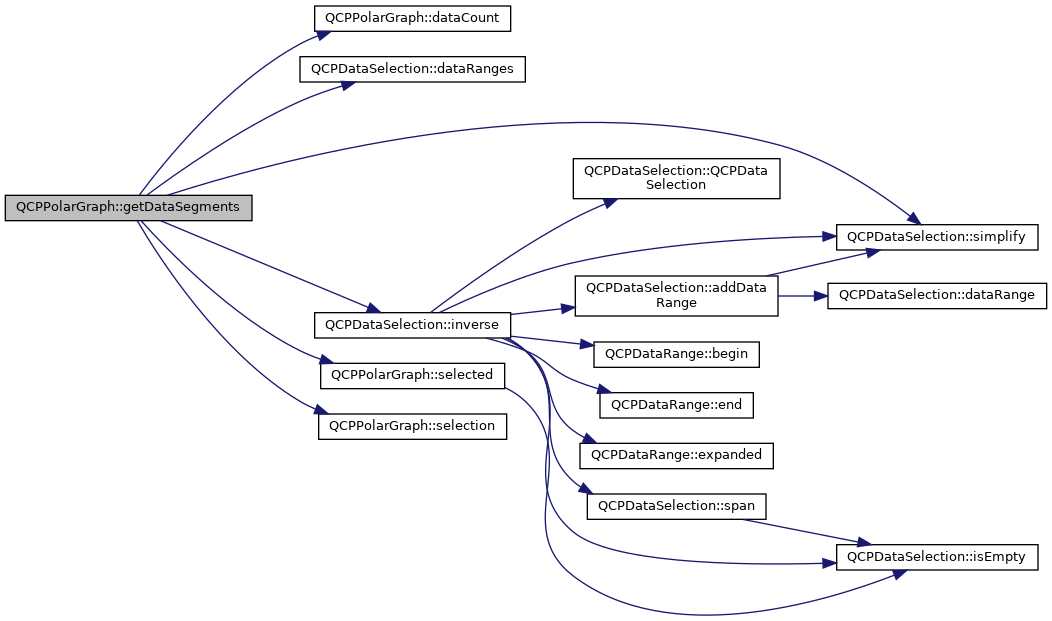 QCPPolarGraph::dataCount
QCPDataSelection::dataRanges
QCPDataSelection::QCPData
Selection
QCPPolarGraph::getDataSegments
QCPDataSelection::simplify
QCPDataSelection::addData
Range
QCPDataSelection::dataRange
QCPDataSelection::inverse
QCPDataRange::begin
QCPPolarGraph::selected
QCPDataRange::end
QCPPolarGraph::selection
QCPDataRange::expanded
QCPDataSelection::span
QCPDataSelection::isEmpty